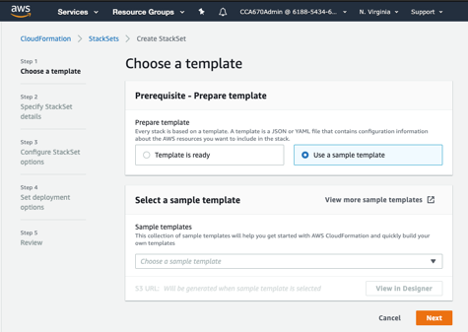 aws
Services
Resource Groups
CCA670Admin @ 6188-5434-6...
N. Virginia
Support
CloudFormation
StackSets
Create StackSet
Step 1
Choose a template
Step 2
Specify StackSet
details
Step 3
Configure StackSet
options
Step 4
Set deployment
options
Step 5
Review
Choose a template
Prerequisite - Prepare template
Prepare template
Every stack is based on a template. A template is a JSON or YAML file that contains configuration information
about the AWS resources you want to include in the stack.
Template is ready
Use a sample template
Select a sample template
View more sample templates
Sample templates
This collection of sample templates will help you get started with AWS CloudFormation and quickly build your
own templates
Choose a sample template
S3 URL: Will be generated when sample template is selected
View in Designer
Cancel
Next